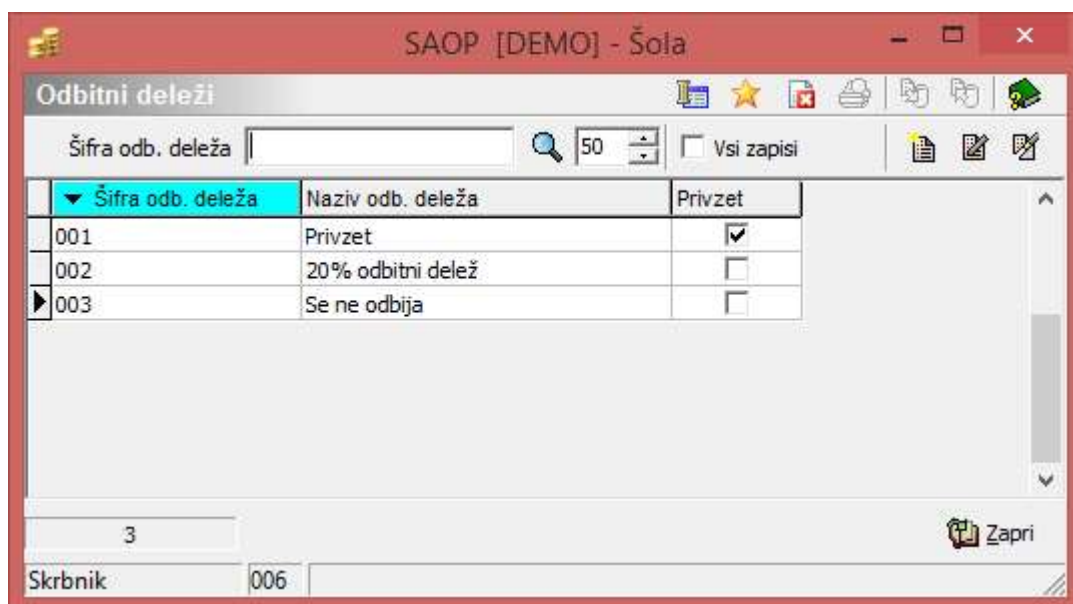 SAOP [DEMO] - Šola
Odbitni deleži
Šifra odb. deleža 50 Vsi zapisi
Šifra odb. deleža Naziv odb. deleža Privzet
001 Privzet
002 20% odbitni delež
003 Se ne odbija
3 Zapri
Skrbnik 006